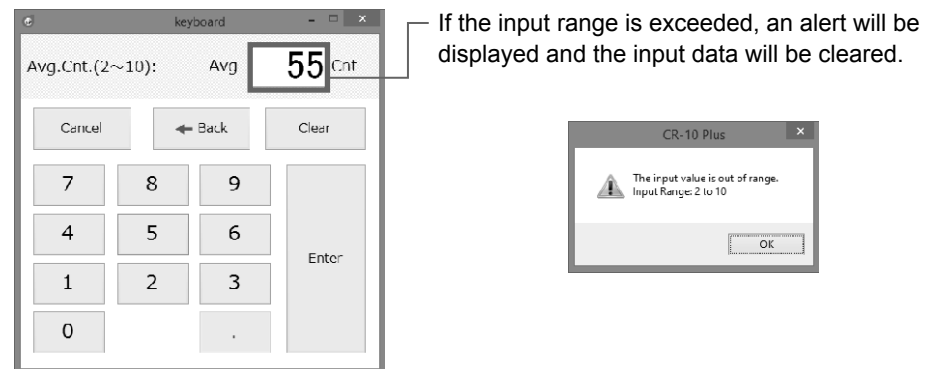 keyboard
Avg.Cnt.(2～10): Avg 55 Cnt
Cancel
Back
Clear
7 8 9
4 5 6
Enter
1 2 3
0 .
If the input range is exceeded, an alert will be
displayed and the input data will be cleared.
CR-10 Plus
The input value is out of range.
Input Range: 2 to 10
OK